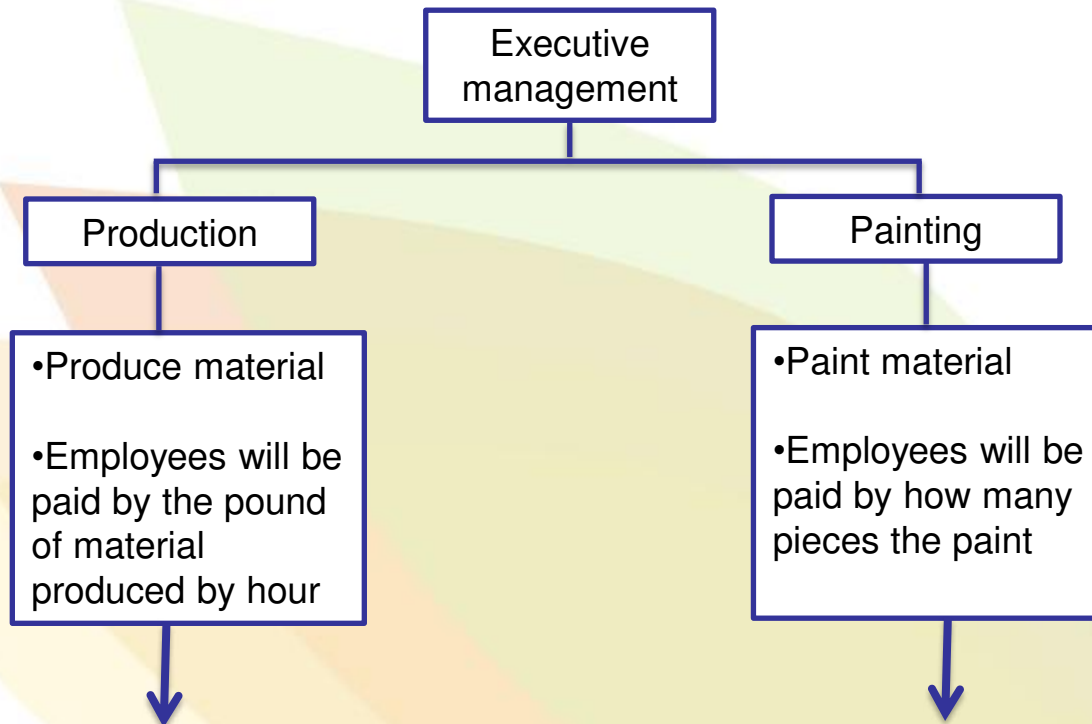 Executive
management
Production
Painting
•Produce material
•Employees will be
paid by the pound
of material
produced by hour
•Paint material
•Employees will be
paid by how many
pieces the paint